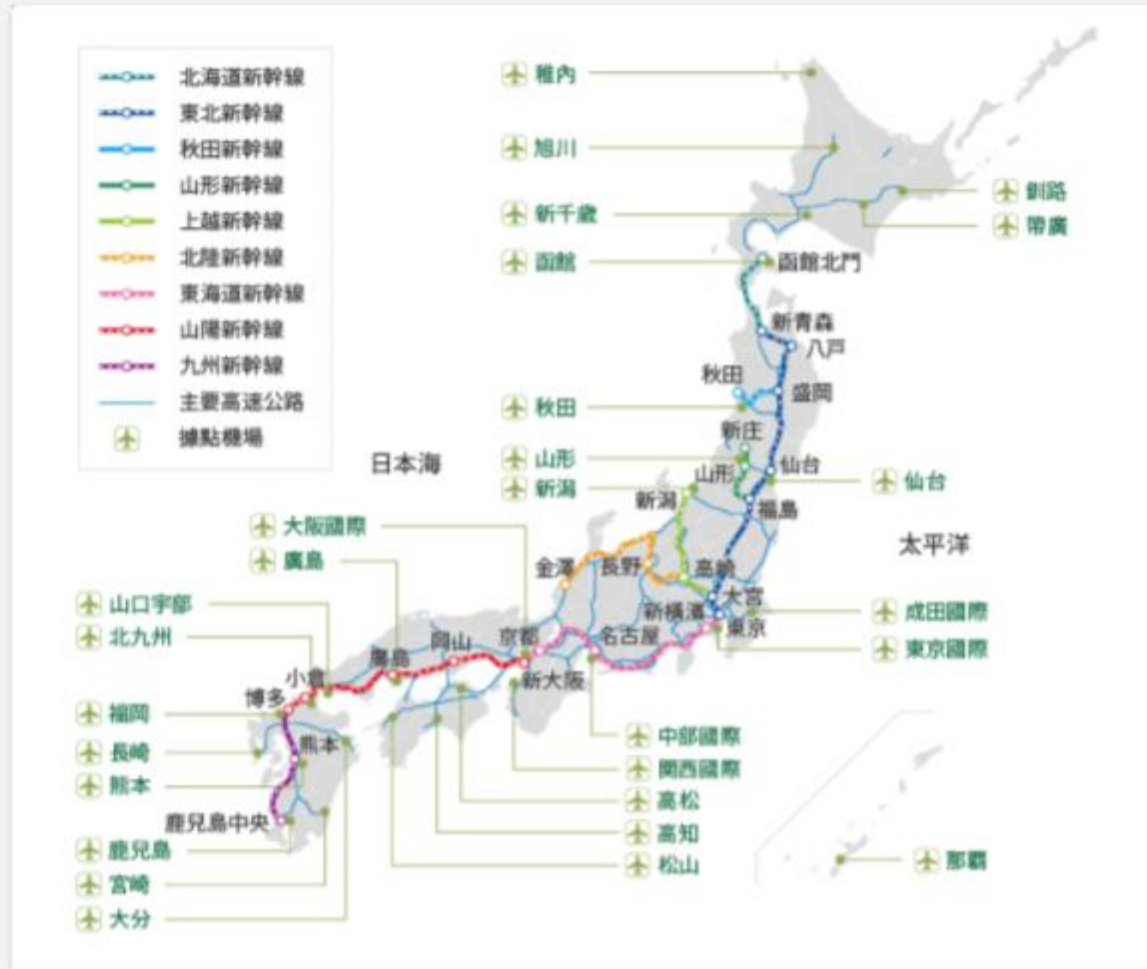 北海道新幹線
東北新幹線
秋田新幹線
山形新幹線
上越新幹線
北陸新幹線
東海道新幹線
山陽新幹線
九州新幹線
主要高速公路
據點機場
稚內
旭川
新千歲
函館
釧路
帶廣
函館北鬥
新青森
八戶
秋田
盛岡
秋田
新庄
日本海
山形
新潟
山形
仙台
仙台
新潟
福島
太平洋
大阪國際
廣島
金澤
長野
高崎
大宮
新橫濱
東京
成田國際
東京國際
山口宇部
北九州
岡山
京都
名古屋
廣島
新大阪
小倉
博多
福岡
長崎
熊本
熊本
鹿兒島中央
鹿兒島
宮崎
大分
中部國際
関西國際
高松
高知
松山
那霸